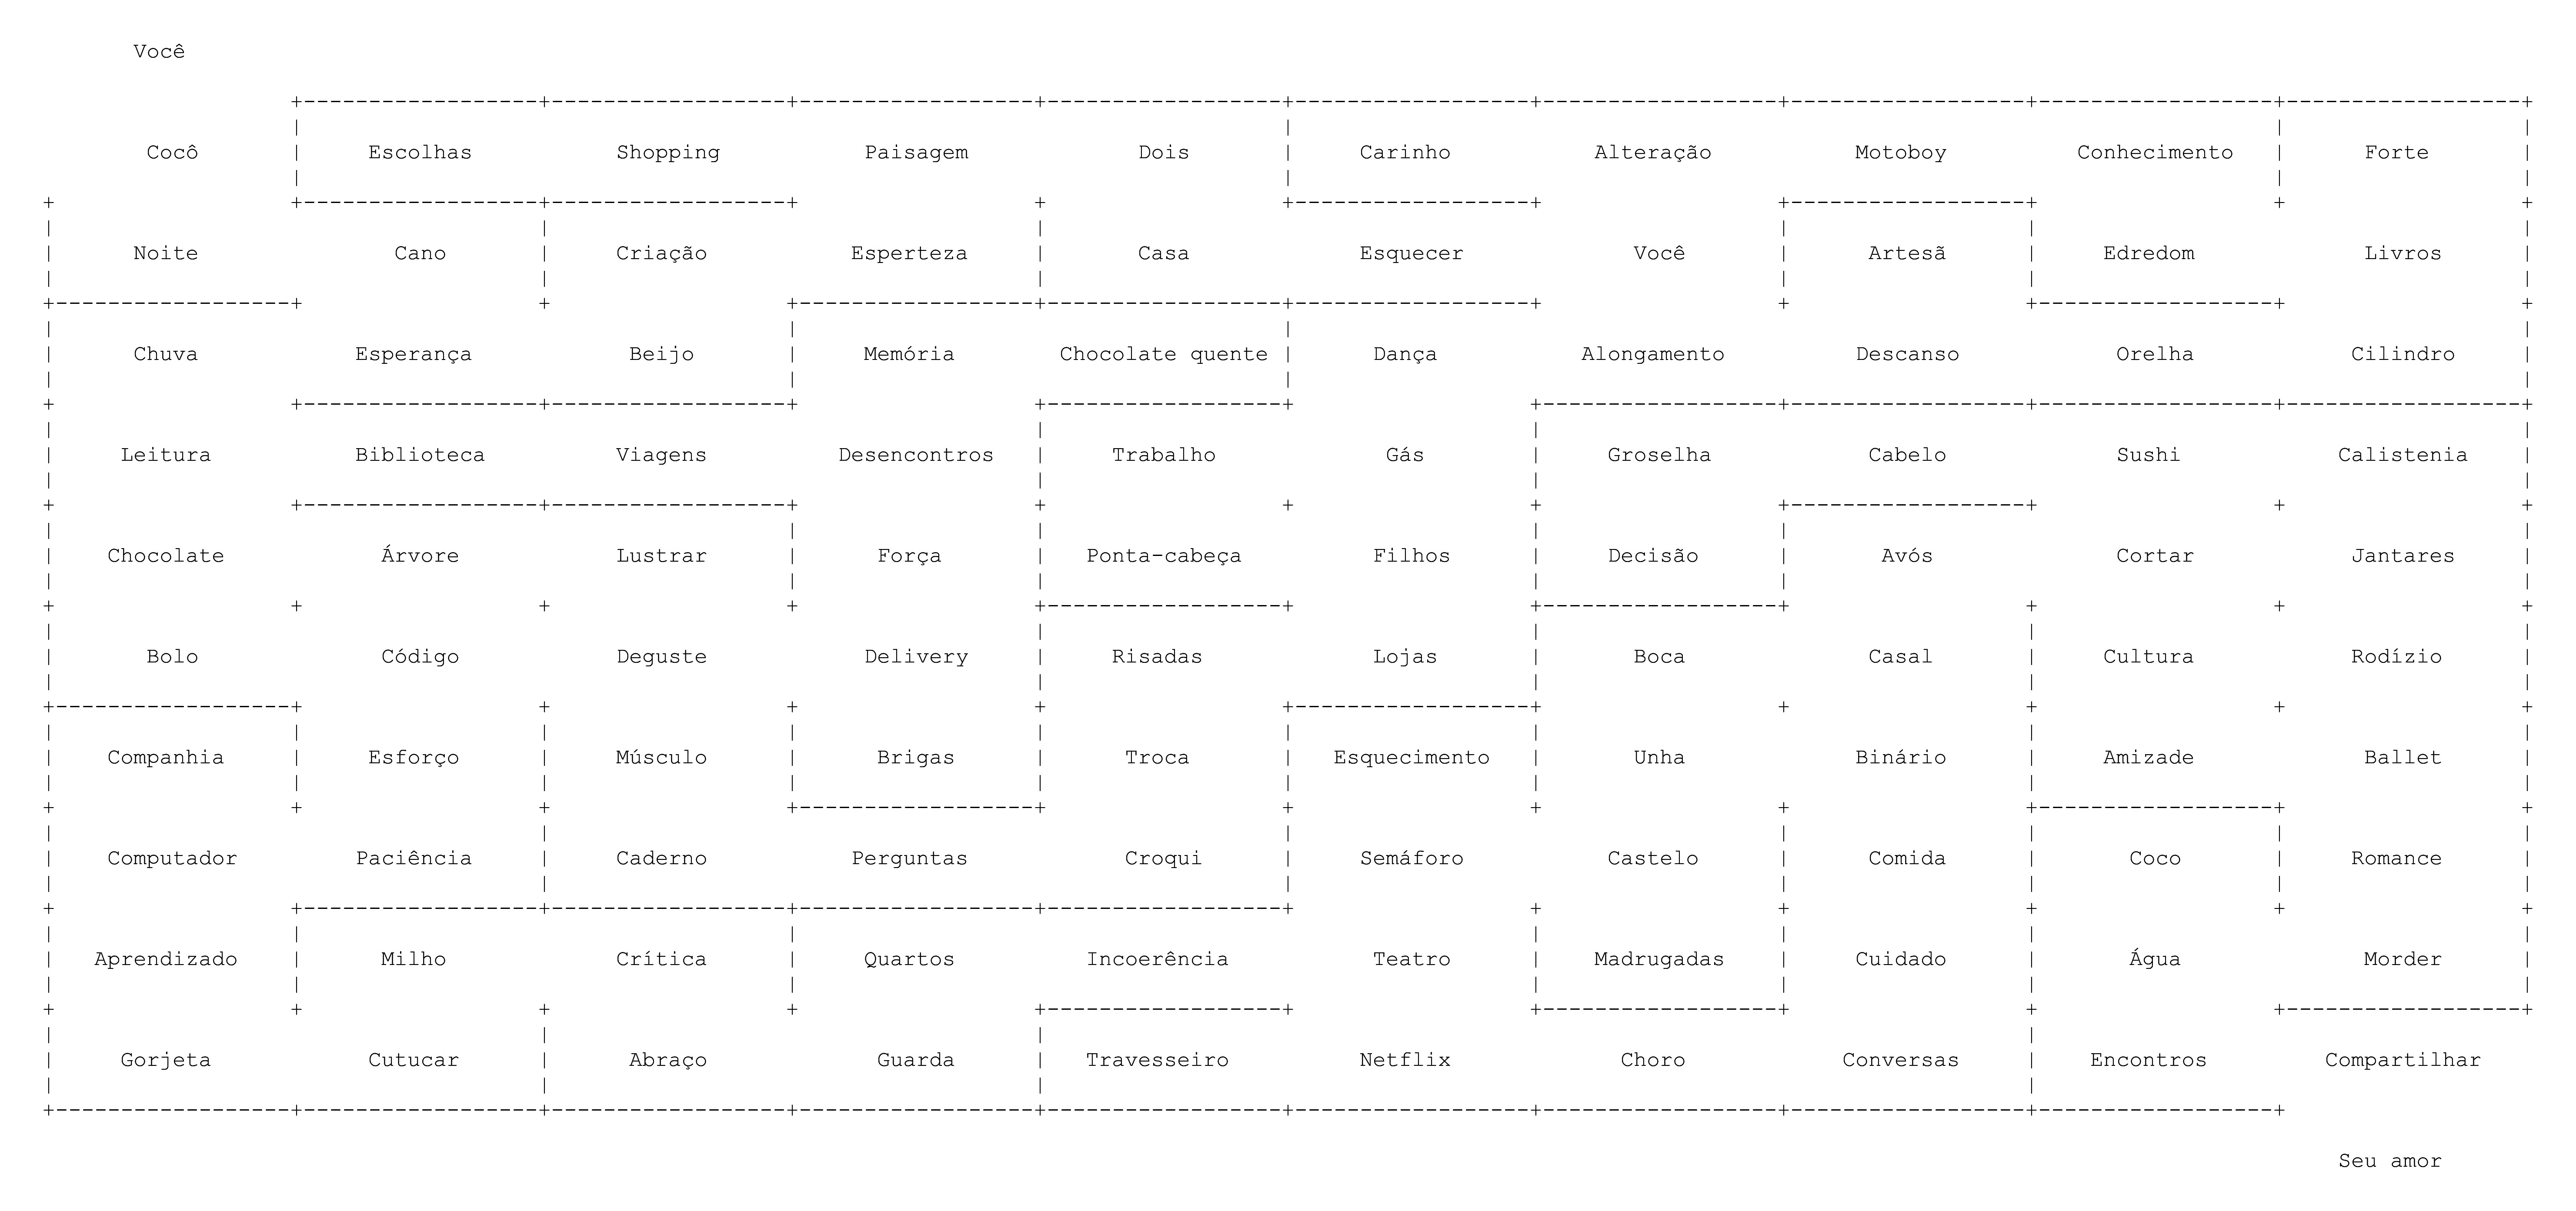 Você
Cocô Escolhas Shopping Paisagem Dois Carinho Alteração Motoboy Conhecimento Forte
Noite Cano Criação Esperteza Casa Esquecer Você Artesã Edredom Livros
Chuva Esperança Beijo Memória Chocolate quente Dança Alongamento Descanso Orelha Cilindro
Leitura Biblioteca Viagens Desencontros Trabalho Gás Groselha Cabelo Sushi Calistenia
Chocolate Árvore Lustrar Força Ponta-cabeça Filhos Decisão Avós Cortar Jantares
Bolo Código Deguste Delivery Risadas Lojas Boca Casal Cultura Rodízio
Companhia Esforço Músculo Brigas Troca Esquecimento Unha Binário Amizade Ballet
Computador Paciência Caderno Perguntas Croqui Semáforo Castelo Comida Coco Romance
Aprendizado Milho Crítica Quartos Incoerência Teatro Madrugadas Cuidado Água Morder
Gorjeta Cutucar Abraço Guarda Travesseiro Netflix Choro Conversas Encontros Compartilhar
Seu amor